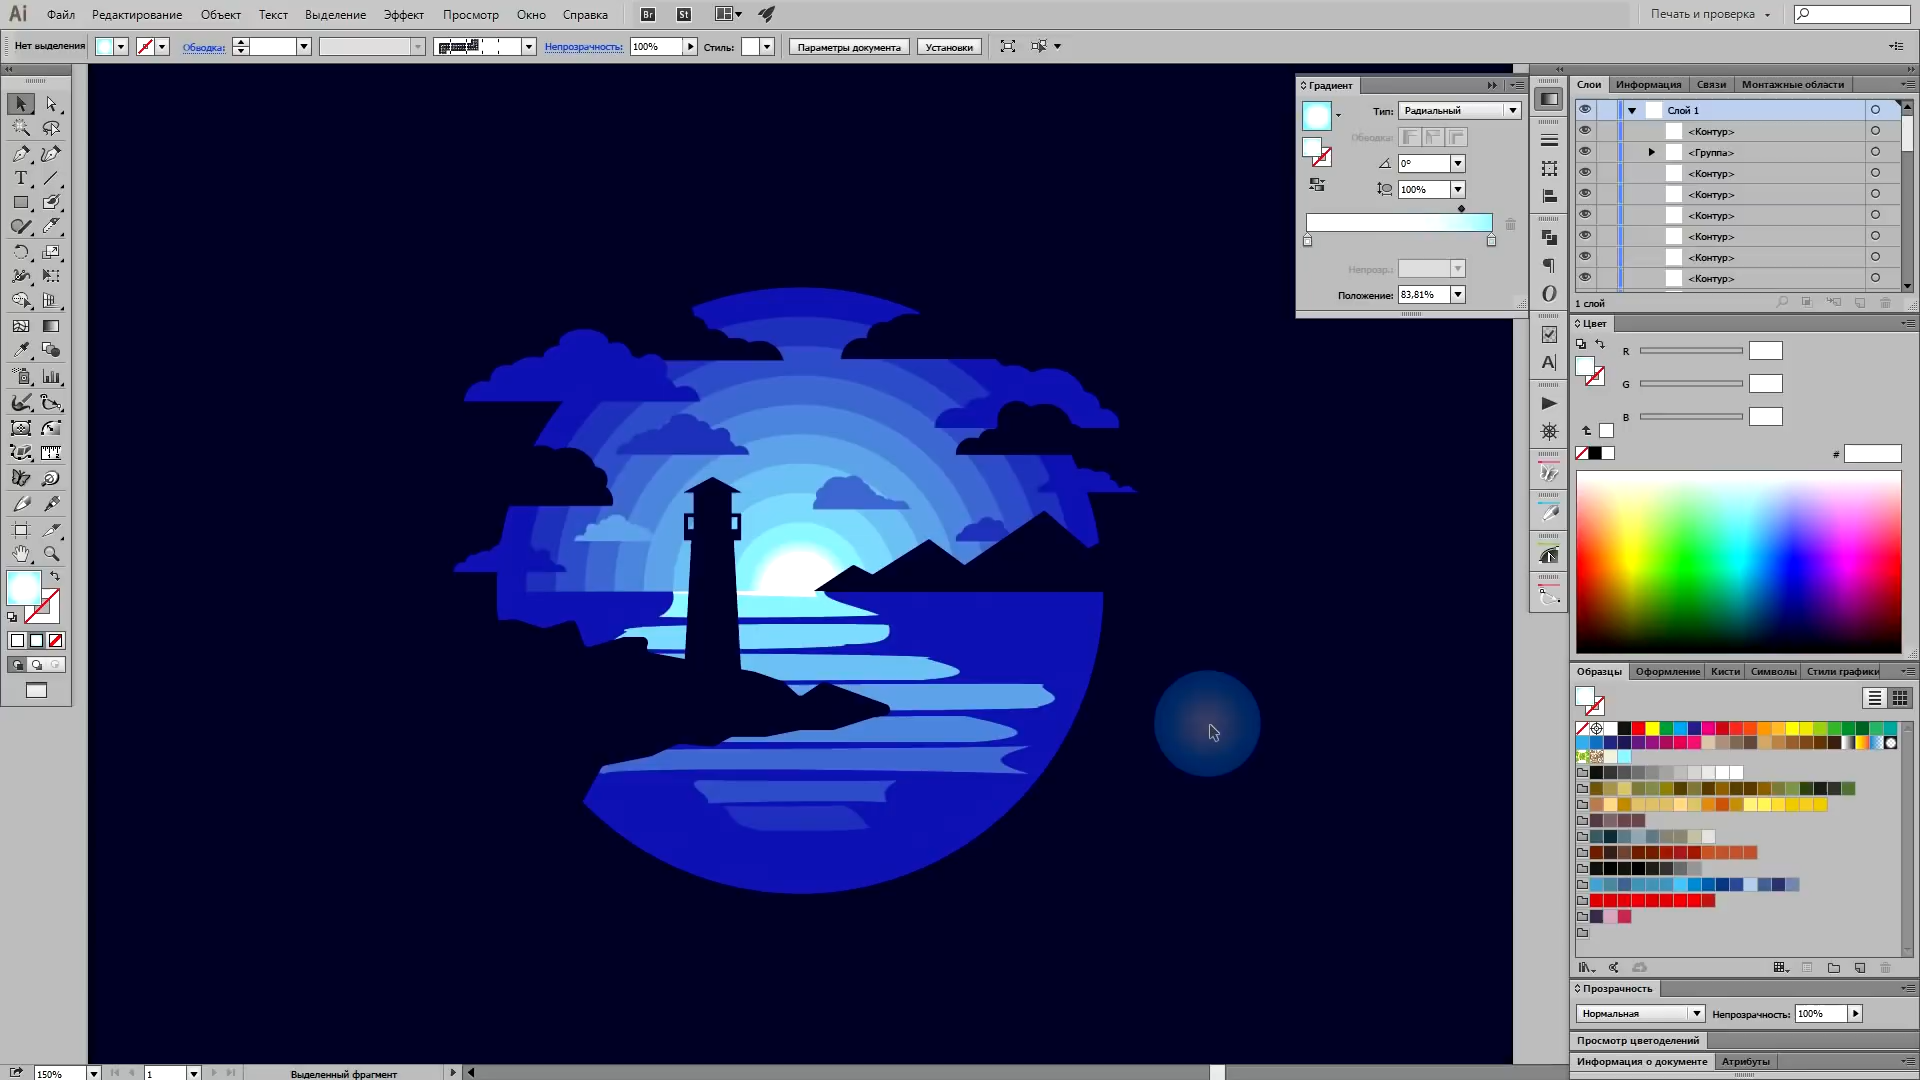 Ai Файл Редактирование Объект Текст Выделение Эффект Просмотр Окно Справка Br St Печать и проверка
Нет выделения Обводка: Непрозрачность: 100% Стиль: Параметры документа Установки
Градиент
Тип: Радиальный
Обводка:
0°
100%
Непрозр:
Положение: 83,81%
Слои Информация Связи Монтажные области
Слой 1
<Контур>
<Группа>
<Контур>
<Контур>
<Контур>
<Контур>
<Контур>
<Контур>
1 слой
Цвет
R
G
B
#
Образцы Оформление Кисти Символы Стили графики
Прозрачность
Нормальная Непрозрачность: 100%
Просмотр цветоделений
Информация о документе Атрибуты
150% 1 Выделенный фрагмент